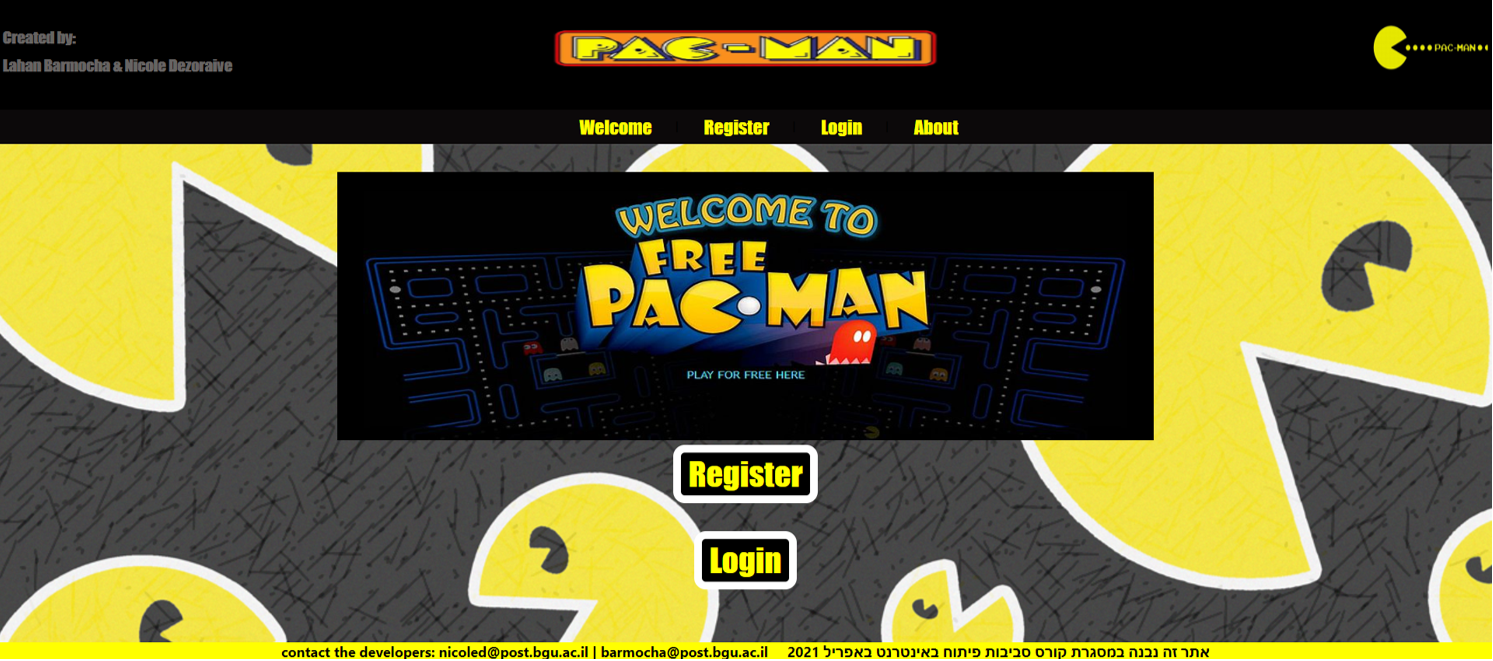 Created by:
Lahan Barmocha & Nicole Dezoraive
PAC-MAN
PAC-MAN
Welcome
Register
Login
About
WELCOME TO
FREE
PAC-MAN
PLAY FOR FREE HERE
Register
Login
contact the developers: nicoled@post.bgu.ac.il | barmocha@post.bgu.ac.il אתר זה נבנה במסגרת קורס סביבות פיתוח באינטרנט באפריל 2021